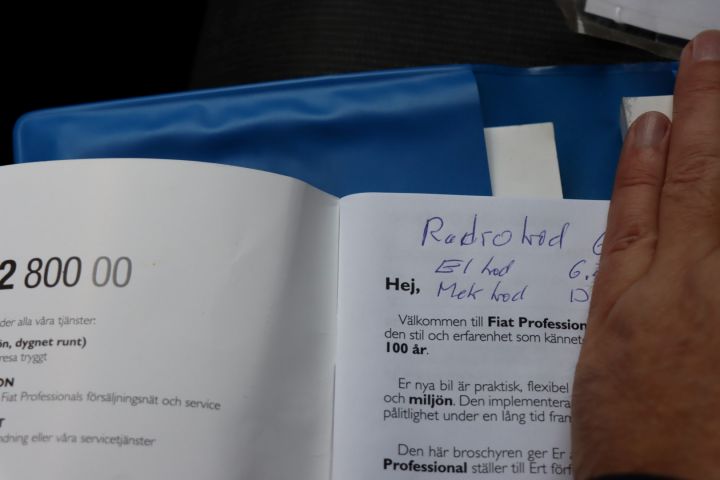 2 800 00
der alla våra tjänster:
ön, dygnet runt)
resa tryggt
ON
Fiat Professionals försäljningsnät och service
T
dning eller våra servicetjänster
Radiokod
El kod
Mek kod D
Hej,
Välkommen till Fiat Profession
den stil och erfarenhet som kännet
100 år.
Er nya bil är praktisk, flexibel
och miljön. Den implementera
pålitlighet under en lång tid fram
Den här broschyren ger Er
Professional ställer till Ert förf